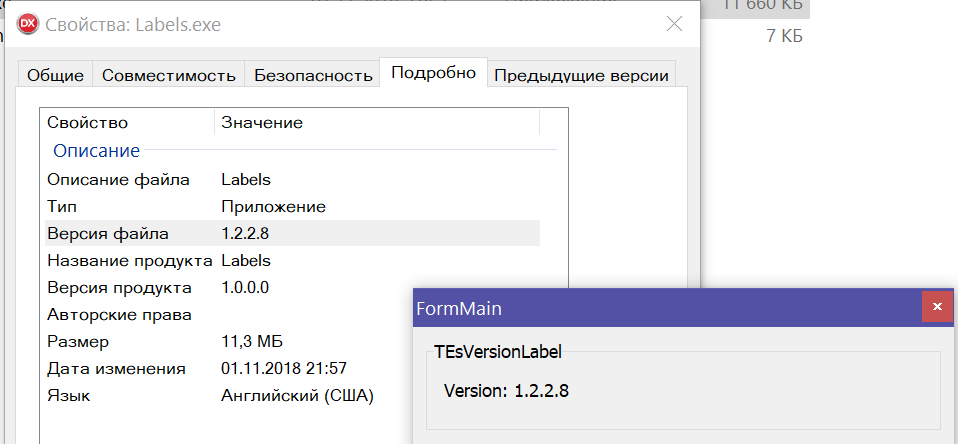 11 660 КБ
DX Свойства: Labels.exe
7 КБ
Общие Совместимость Безопасность Подробно Предыдущие версии
Свойство Значение
Описание
Описание файла Labels
Тип Приложение
Версия файла 1.2.2.8
Название продукта Labels
Версия продукта 1.0.0.0
Авторские права
Размер 11,3 МБ
Дата изменения 01.11.2018 21:57
Язык Английский (США)
FormMain
TEsVersionLabel
Version: 1.2.2.8